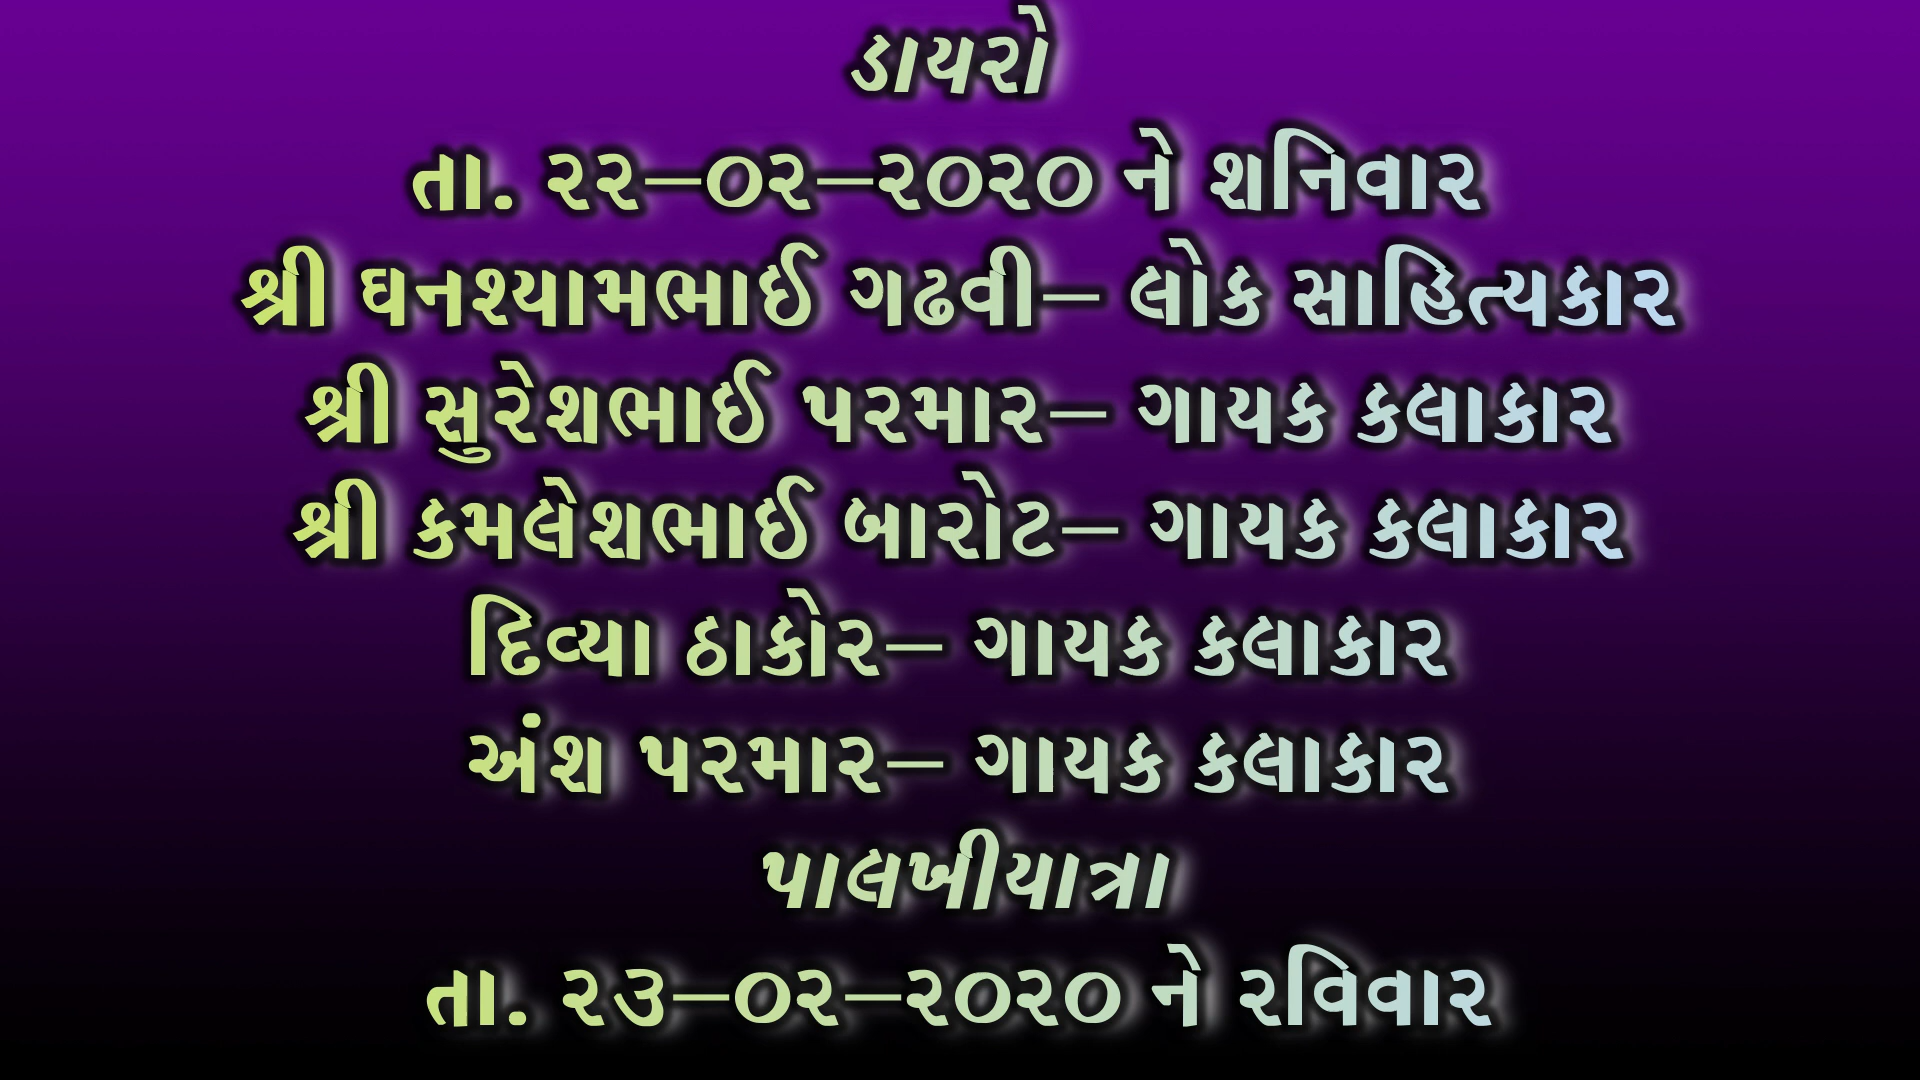 ડાયરો
તા. ૨૨–૦૨–૨૦૨૦ ને શનિવાર
શ્રી ઘનશ્યામભાઈ ગઢવી– લોક સાહિત્યકાર
શ્રી સુરેશભાઈ પરમાર– ગાયક કલાકાર
શ્રી કમલેશભાઈ બારોટ– ગાયક કલાકાર
દિવ્યા ઠાકોર– ગાયક કલાકાર
અંશ પરમાર– ગાયક કલાકાર
પાલખીયાત્રા
તા. ૨૩–૦૨–૨૦૨૦ ને રવિવાર